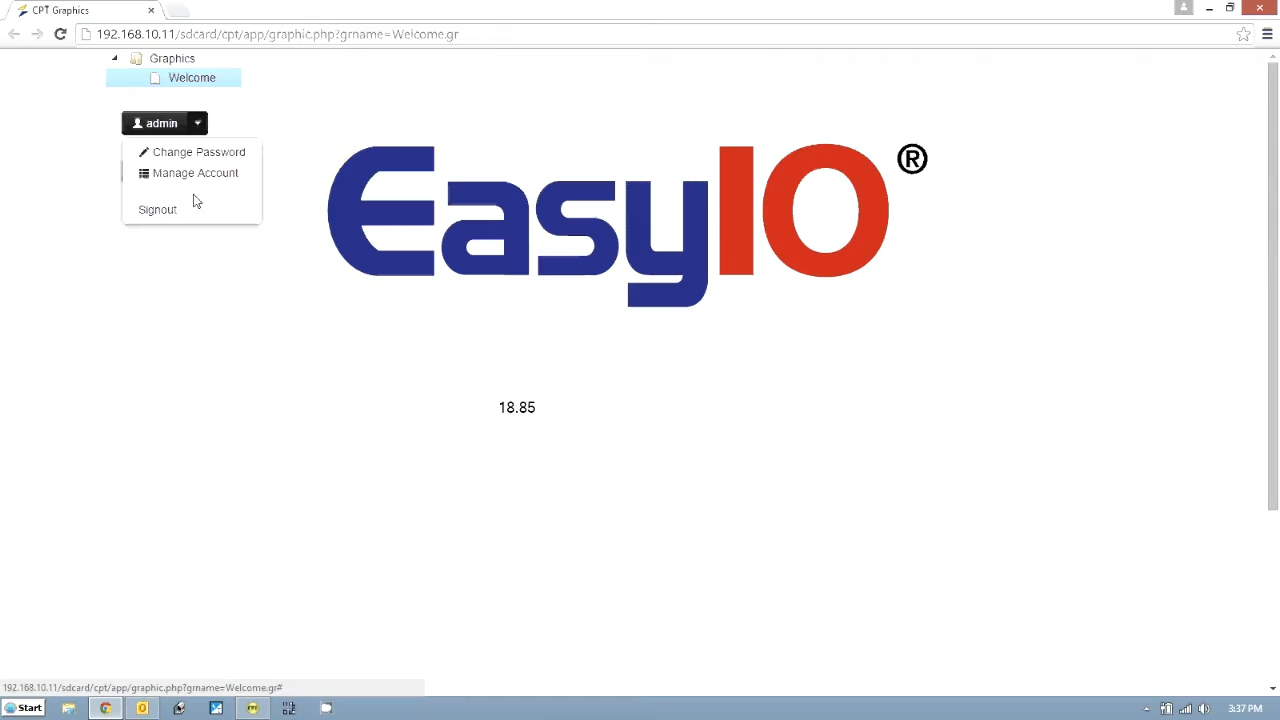 CPT Graphics
192.168.10.11/sdcard/cpt/app/graphic.php?grname=Welcome.gr
Graphics
Welcome
admin
Change Password
Manage Account
Signout
EasyIO®
18.85
192.168.10.11/sdcard/cpt/app/graphic.php?grname=Welcome.gr#
Start
3:37 PM